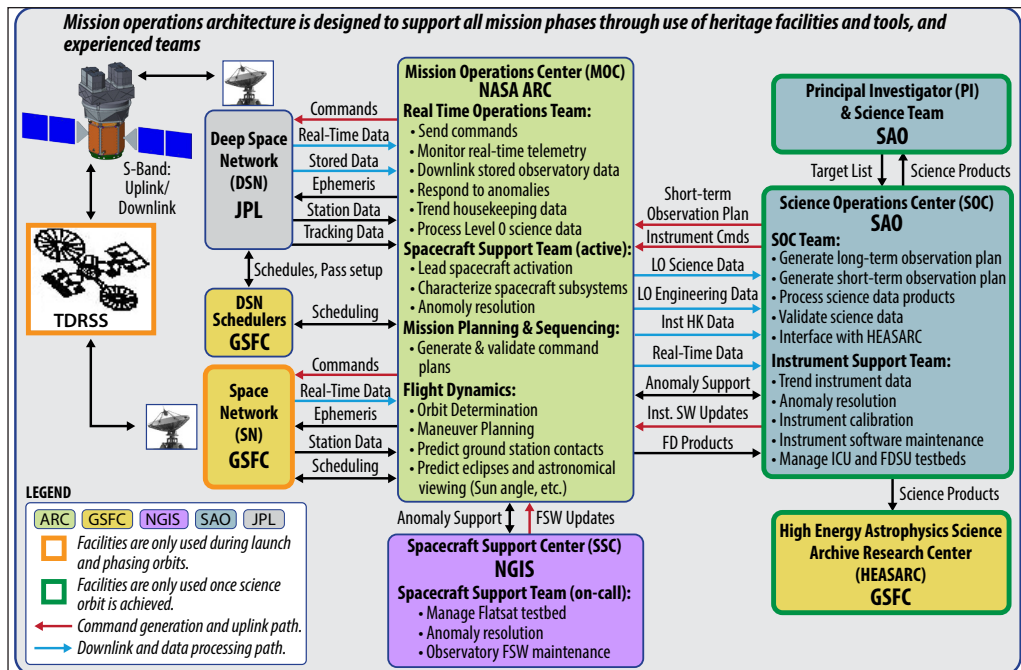 Mission operations architecture is designed to support all mission phases through use of heritage facilities and tools, and
experienced teams
S-Band:
Uplink/
Downlink
TDRSS
Deep Space
Network
(DSN)
JPL
Commands
Real-Time Data
Stored Data
Ephemeris
Station Data
Tracking Data
Schedules, Pass setup
DSN
Schedulers
GSFC
Scheduling
Space
Network
(SN)
GSFC
Commands
Real-Time Data
Ephemeris
Station Data
Scheduling
Mission Operations Center (MOC)
NASA ARC
Real Time Operations Team:
• Send commands
• Monitor real-time telemetry
• Downlink stored observatory data
• Respond to anomalies
• Trend housekeeping data
• Process Level 0 science data
Spacecraft Support Team (active):
• Lead spacecraft activation
• Characterize spacecraft subsystems
• Anomoly resolution
Mission Planning & Sequencing:
• Generate & validate command
plans
Flight Dynamics:
• Orbit Determination
• Maneuver Planning
• Predict ground station contacts
• Predict eclipses and astronomical
viewing (Sun angle, etc.)
Short-term
Observation Plan
Instrument Cmds
LO Science Data
LO Engineering Data
Inst HK Data
Real-Time Data
Anomaly Support
Inst. SW Updates
FD Products
Principal Investigator (PI)
& Science Team
SAO
Target List
Science Products
Science Operations Center (SOC)
SAO
SOC Team:
• Generate long-term observation plan
• Generate short-term observation plan
• Process science data products
• Validate science data
• Interface with HEASARC
Instrument Support Team:
• Trend instrument data
• Anomaly resolution
• Instrument calibration
• Instrument software maintenance
• Manage ICU and FDSU testbeds
Science Products
High Energy Astrophysics Science
Archive Research Center
(HEASARC)
GSFC
Anomaly Support
FSW Updates
Spacecraft Support Center (SSC)
NGIS
Spacecraft Support Team (on-call):
• Manage Flatsat testbed
• Anomaly resolution
• Observatory FSW maintenance
LEGEND
ARC GSFC NGIS SAO JPL
Facilities are only used during launch
and phasing orbits.
Facilities are only used once science
orbit is achieved.
Command generation and uplink path.
Downlink and data processing path.